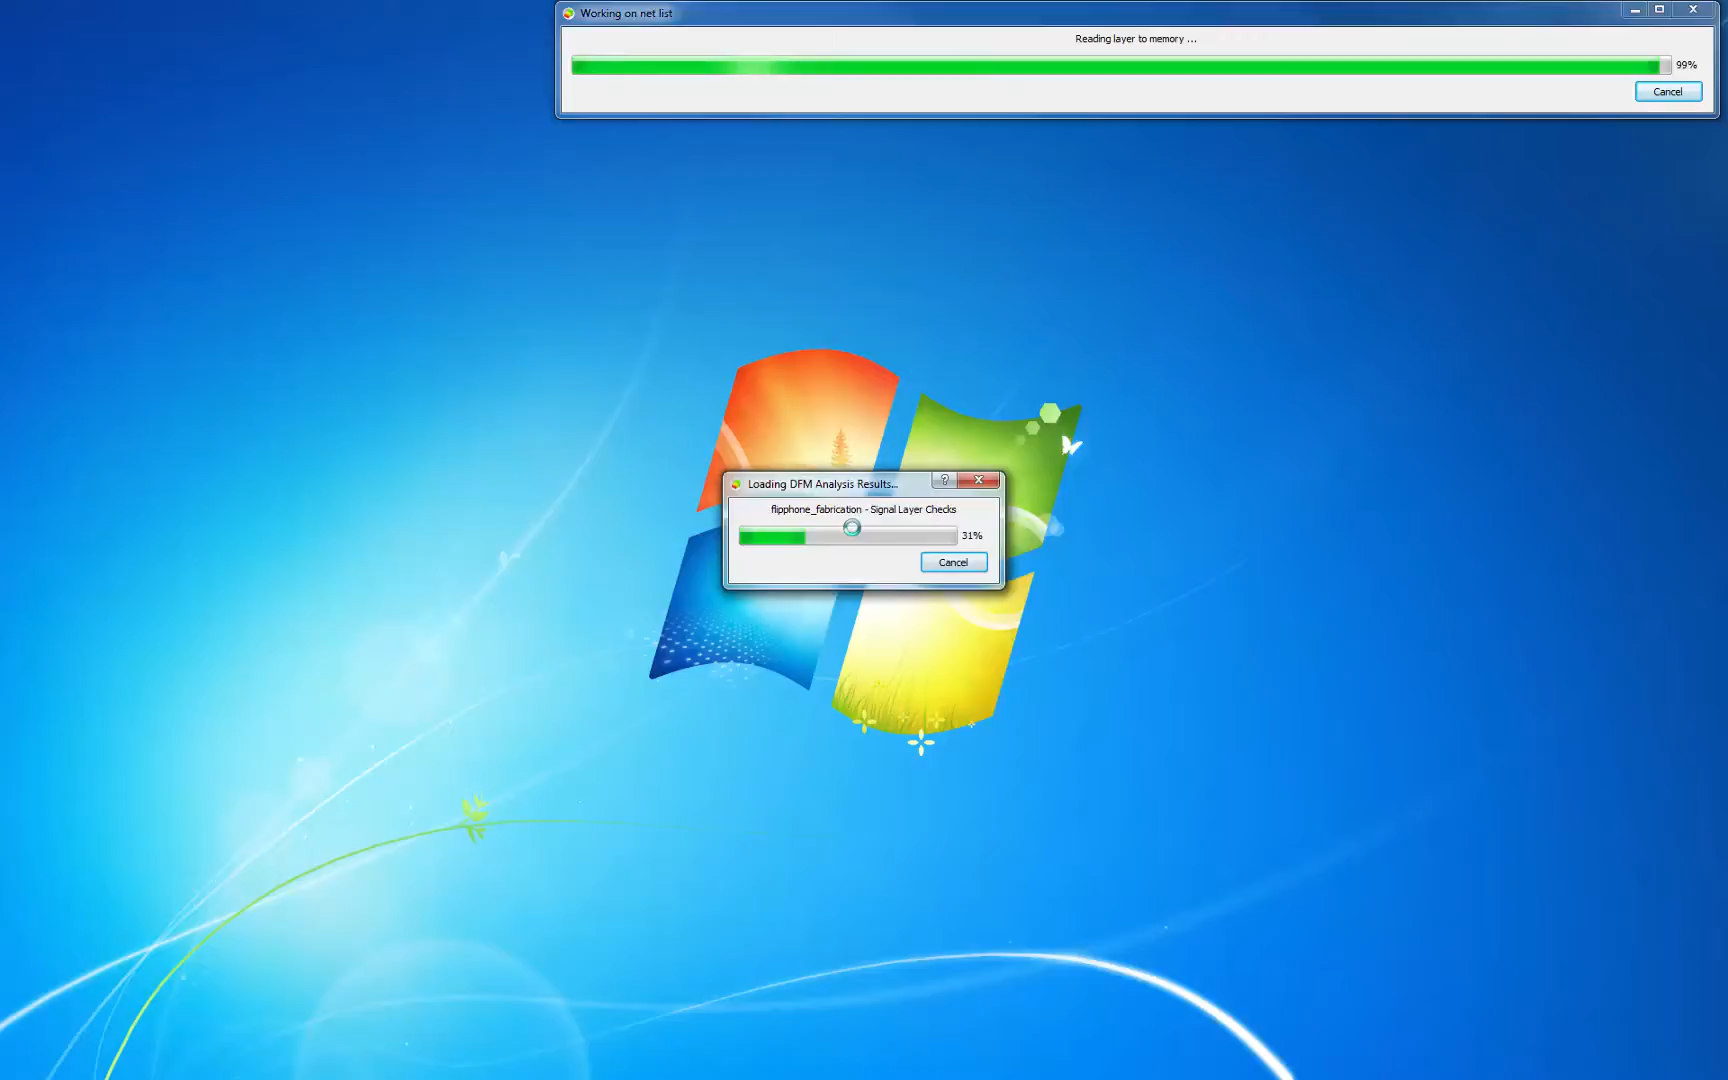 Working on net list
Reading layer to memory ...
99%
Cancel
Loading DFM Analysis Results...
flipphone_fabrication - Signal Layer Checks
31%
Cancel